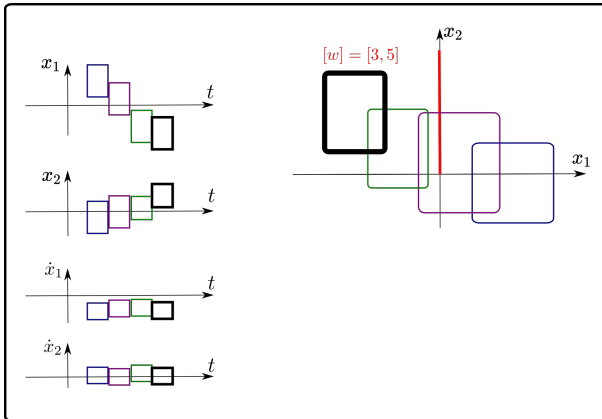 x₁
t
x₂
t
ẋ₁
t
ẋ₂
t
[w] = [3, 5]
x₂
x₁